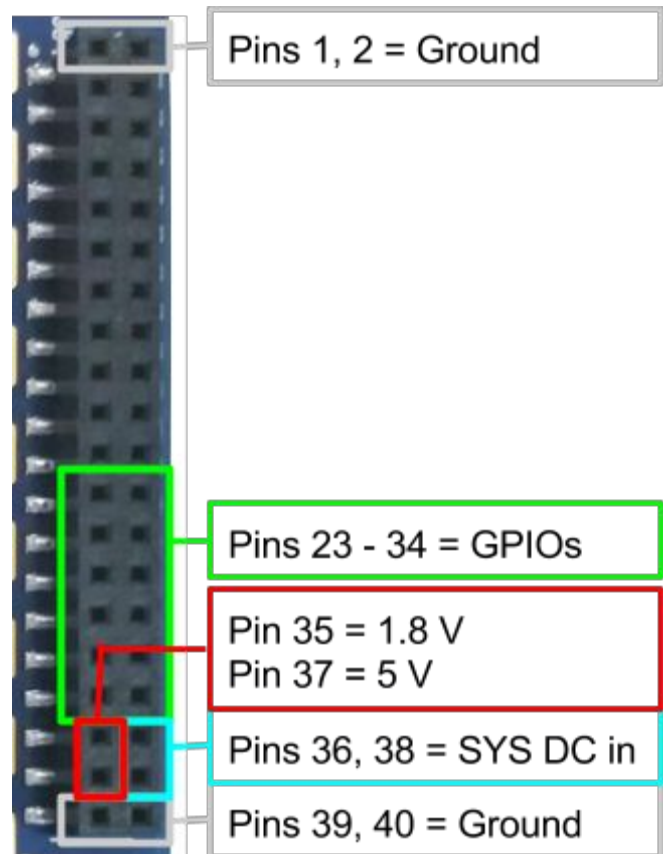 Pins 1, 2 = Ground
Pins 23 - 34 = GPIOs
Pin 35 = 1.8 V
Pin 37 = 5 V
Pins 36, 38 = SYS DC in
Pins 39, 40 = Ground